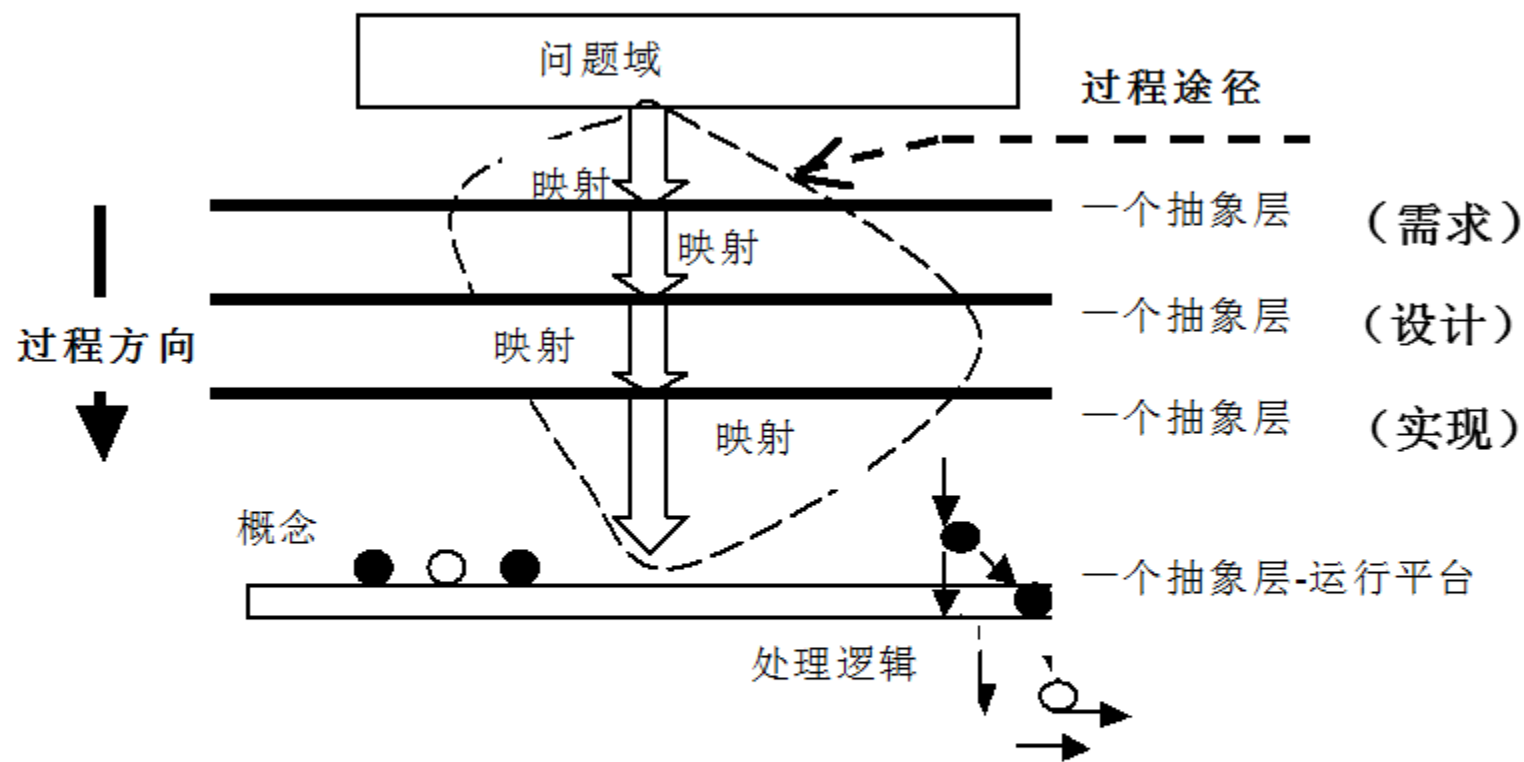 问题域
过程途径
映射
一个抽象层 （需求）
映射
一个抽象层 （设计）
过程方向
映射
一个抽象层 （实现）
映射
概念
一个抽象层-运行平台
处理逻辑